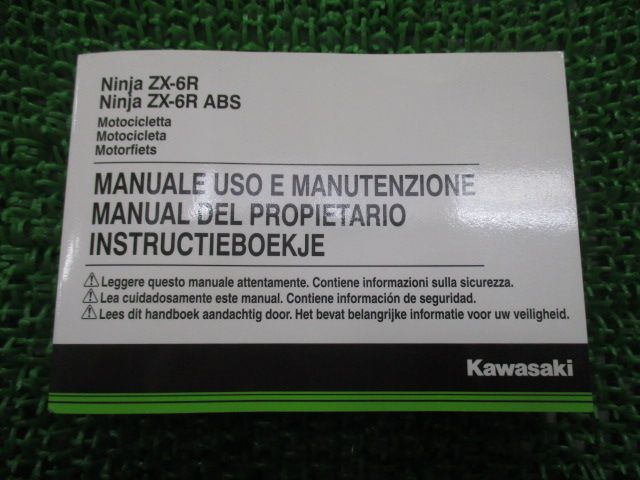 Ninja ZX-6R
Ninja ZX-6R ABS
Motocicletta
Motocicleta
Motorfiets
MANUALE USO E MANUTENZIONE
MANUAL DEL PROPIETARIO
INSTRUCTIEBOEKJE
Leggere questo manuale attentamente. Contiene informazioni sulla sicurezza.
Lea cuidadosamente este manual. Contiene información de seguridad.
Lees dit handboek aandachtig door. Het bevat belangrijke informatie voor uw veiligheid.
Kawasaki